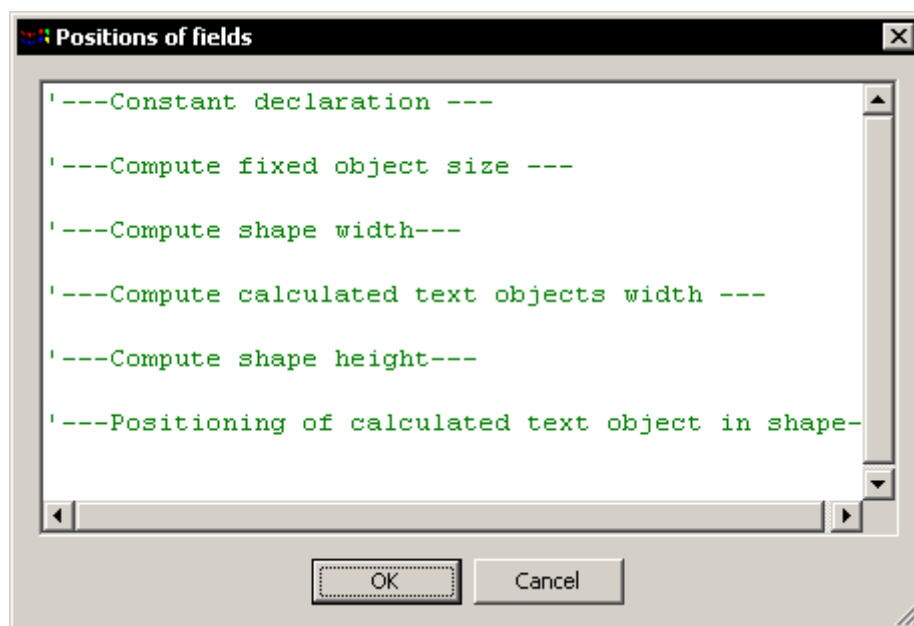 Positions of fields
'---Constant declaration ---
'---Compute fixed object size ---
'---Compute shape width---
'---Compute calculated text objects width ---
'---Compute shape height---
'---Positioning of calculated text object in shape-
OK Cancel